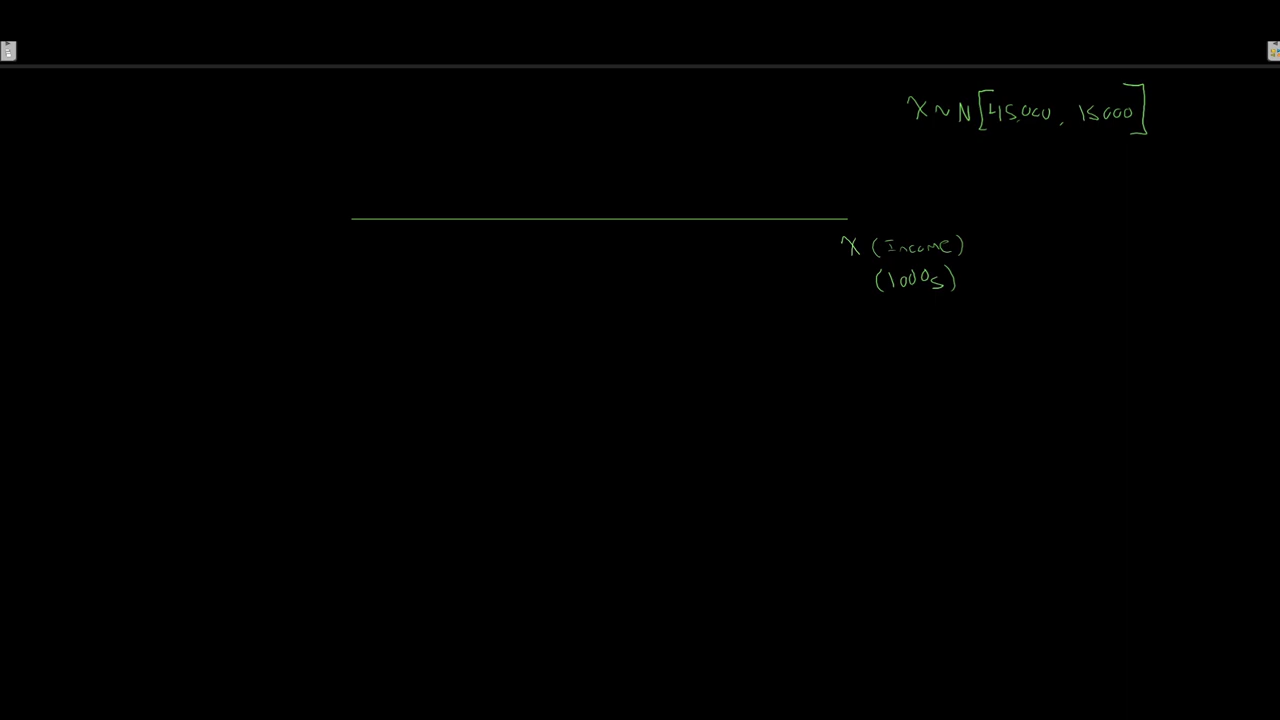 X ~ N[45,000, 15000]
X (Income)
(1000s)